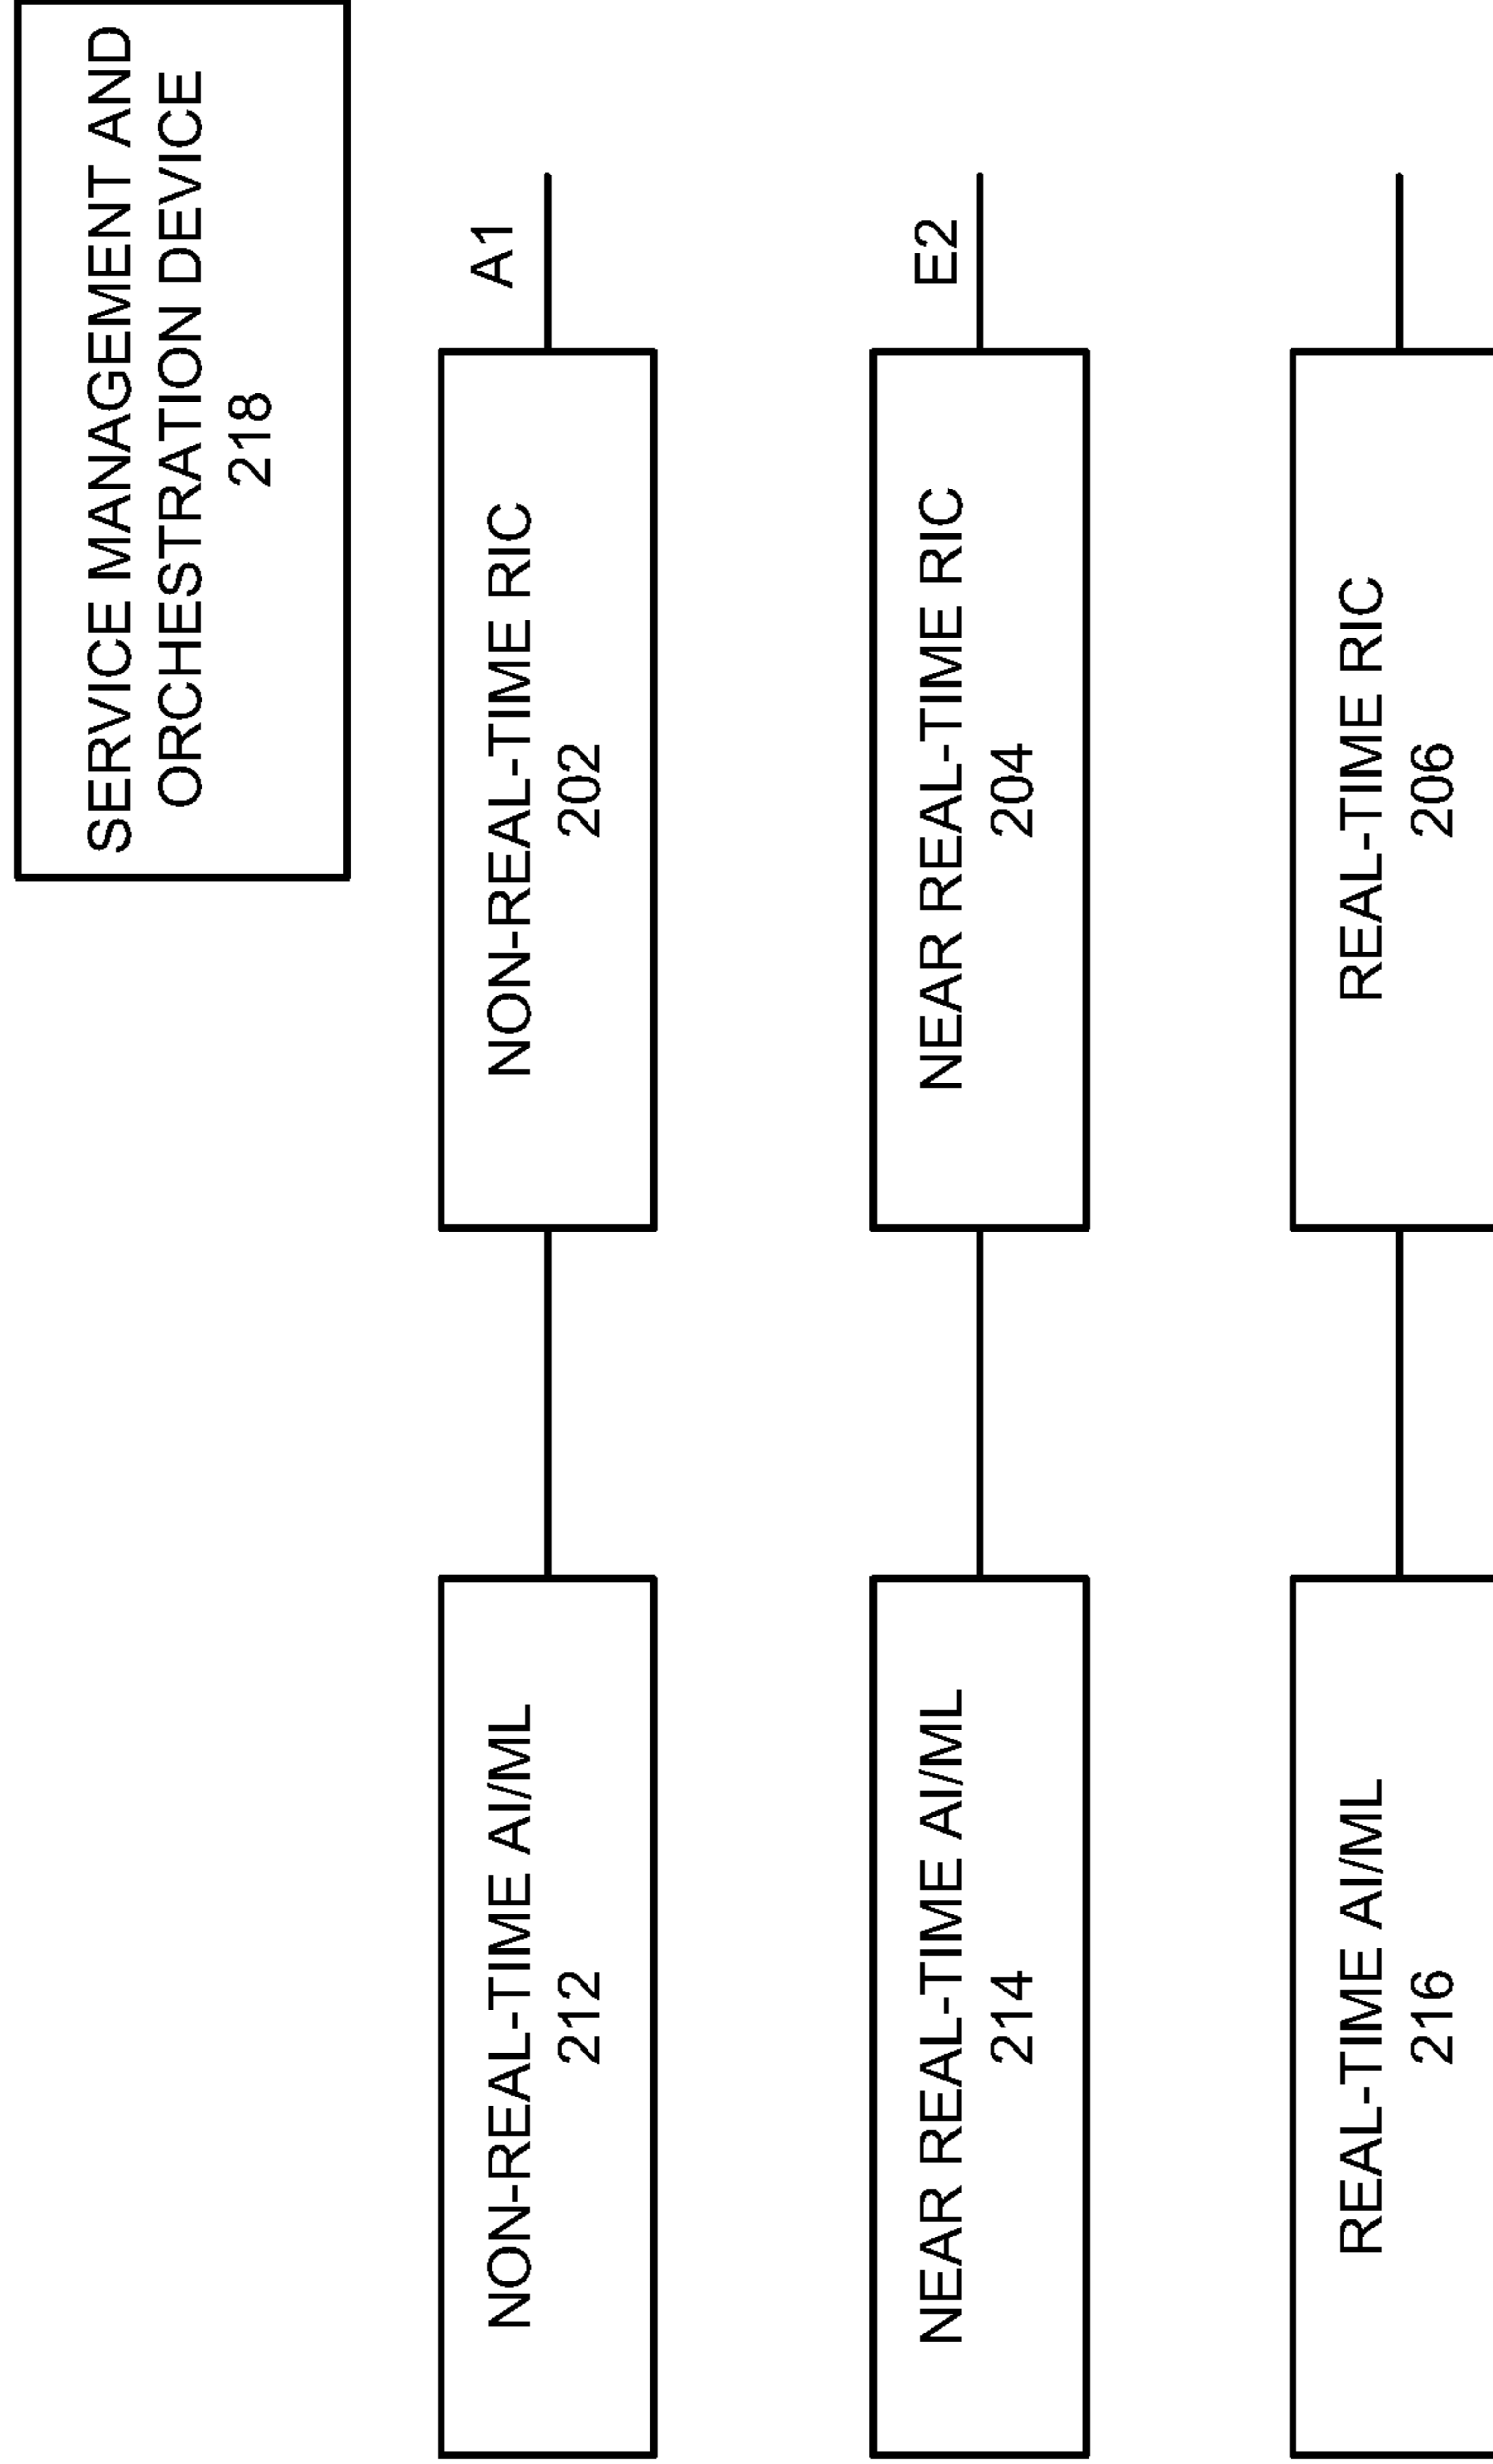 SERVICE MANAGEMENT AND
ORCHESTRATION DEVICE
218
NON-REAL-TIME AI/ML
212
NON-REAL-TIME RIC
202
A1
NEAR REAL-TIME AI/ML
214
NEAR REAL-TIME RIC
204
E2
REAL-TIME AI/ML
216
REAL-TIME RIC
206